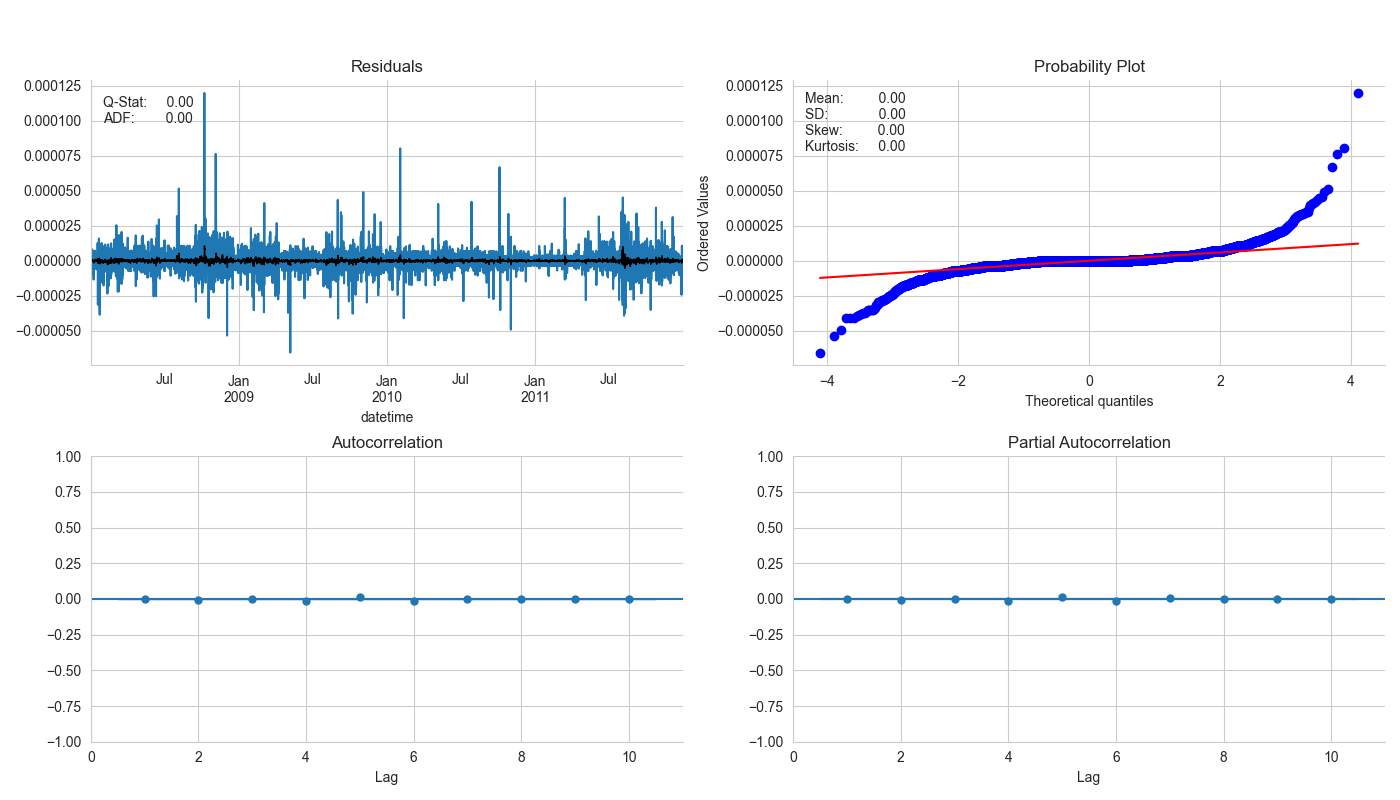 Residuals
0.000125
0.000100
0.000075
0.000050
0.000025
0.000000
−0.000025
−0.000050
Q-Stat: 0.00
ADF: 0.00
Jul
Jan
2009
Jul
Jan
2010
Jul
Jan
2011
Jul
datetime
Probability Plot
Ordered Values
0.000125
0.000100
0.000075
0.000050
0.000025
0.000000
−0.000025
−0.000050
Mean: 0.00
SD: 0.00
Skew: 0.00
Kurtosis: 0.00
−4 −2 0 2 4
Theoretical quantiles
Autocorrelation
1.00
0.75
0.50
0.25
0.00
−0.25
−0.50
−0.75
−1.00
0 2 4 6 8 10
Lag
Partial Autocorrelation
1.00
0.75
0.50
0.25
0.00
−0.25
−0.50
−0.75
−1.00
0 2 4 6 8 10
Lag